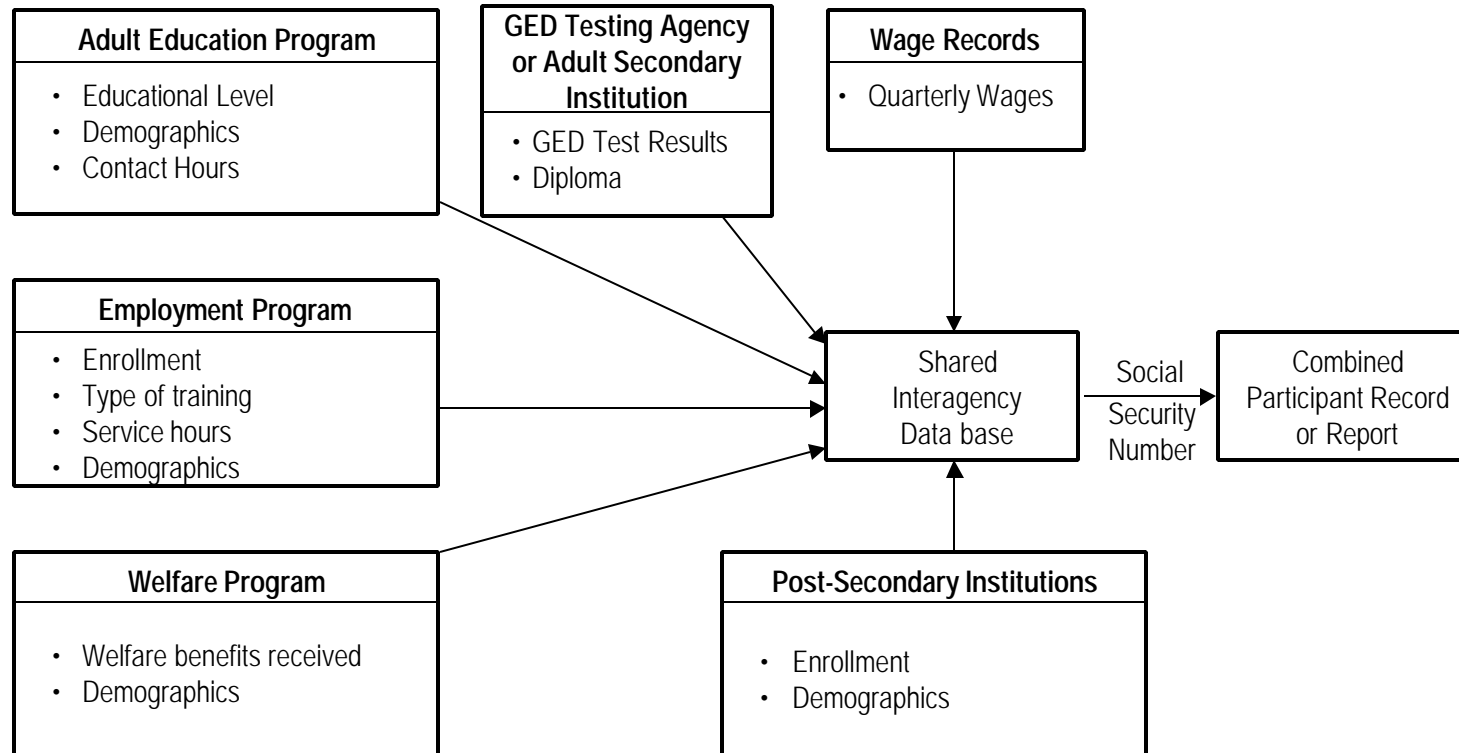 Adult Education Program
• Educational Level
• Demographics
• Contact Hours
GED Testing Agency
or Adult Secondary
Institution
• GED Test Results
• Diploma
Wage Records
• Quarterly Wages
Employment Program
• Enrollment
• Type of training
• Service hours
• Demographics
Shared
Interagency
Data base
Social
Security
Number
Combined
Participant Record
or Report
Welfare Program
• Welfare benefits received
• Demographics
Post-Secondary Institutions
• Enrollment
• Demographics